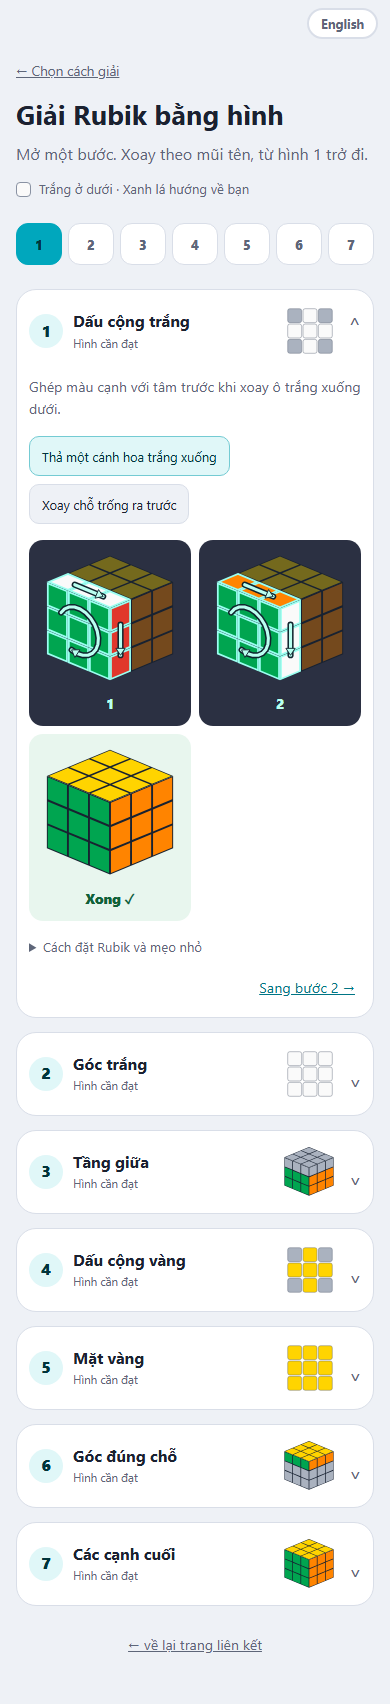 English
← Chọn cách giải
Giải Rubik bằng hình
Mở một bước. Xoay theo mũi tên, từ hình 1 trở đi.
Trắng ở dưới · Xanh lá hướng về bạn
1 2 3 4 5 6 7
1
Dấu cộng trắng
Hình cần đạt
Ghép màu cạnh với tâm trước khi xoay ô trắng xuống
dưới.
Thả một cánh hoa trắng xuống
Xoay chỗ trống ra trước
1
2
Xong ✓
Cách đặt Rubik và mẹo nhỏ
Sang bước 2 →
2
Góc trắng
Hình cần đạt
3
Tầng giữa
Hình cần đạt
4
Dấu cộng vàng
Hình cần đạt
5
Mặt vàng
Hình cần đạt
6
Góc đúng chỗ
Hình cần đạt
7
Các cạnh cuối
Hình cần đạt
← về lại trang liên kết